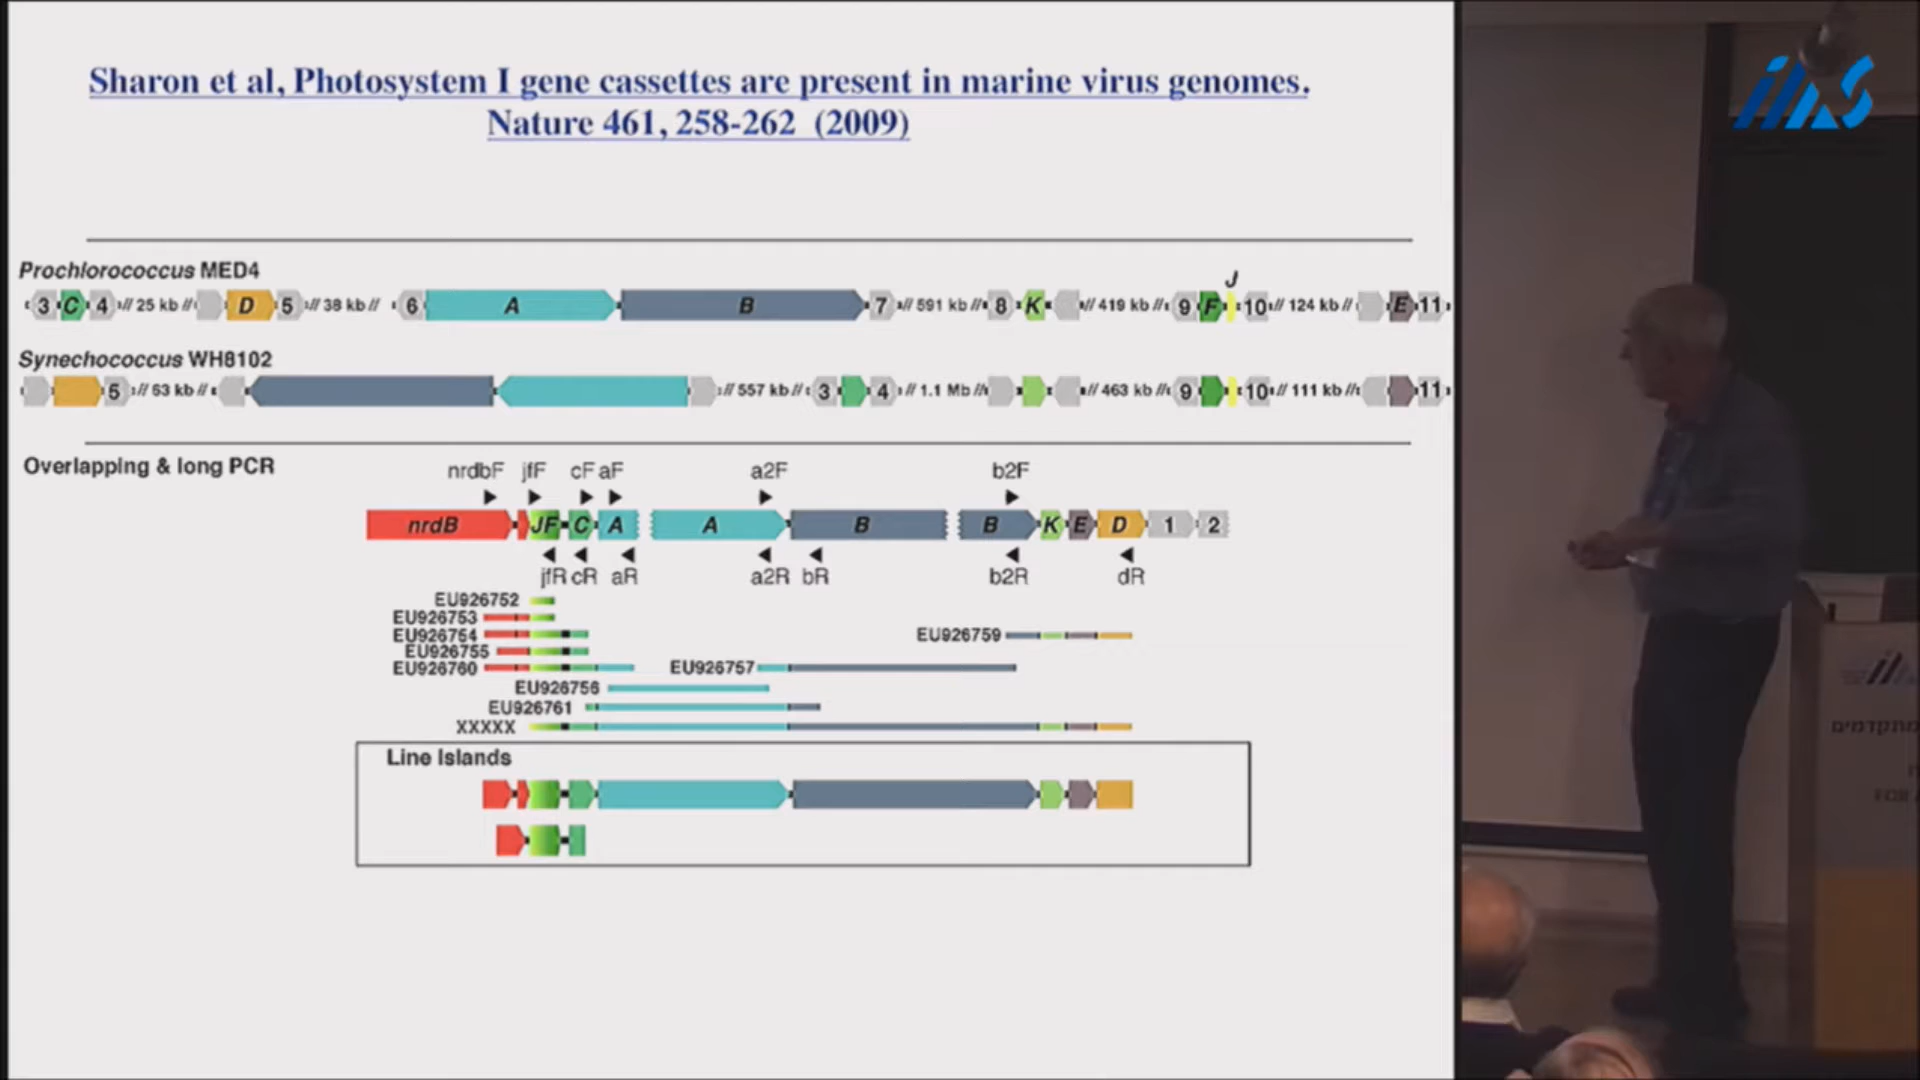 Sharon et al, Photosystem I gene cassettes are present in marine virus genomes.
Nature 461, 258-262 (2009)
iIAS
Prochlorococcus MED4
J
3 C 4 25 kb D 5 38 kb 6 A B 7 591 kb 8 K 419 kb 9 F 10 124 kb E 11
Synechococcus WH8102
5 63 kb 557 kb 3 4 1.1 Mb 463 kb 9 10 111 kb 11
Overlapping & long PCR
nrdbF jfF cF aF a2F b2F
nrdB JF C A A B B K E D 1 2
jfR cR aR a2R bR b2R dR
EU926752
EU926753
EU926754 EU926759
EU926755
EU926760 EU926757
EU926756
EU926761
XXXXX
Line Islands